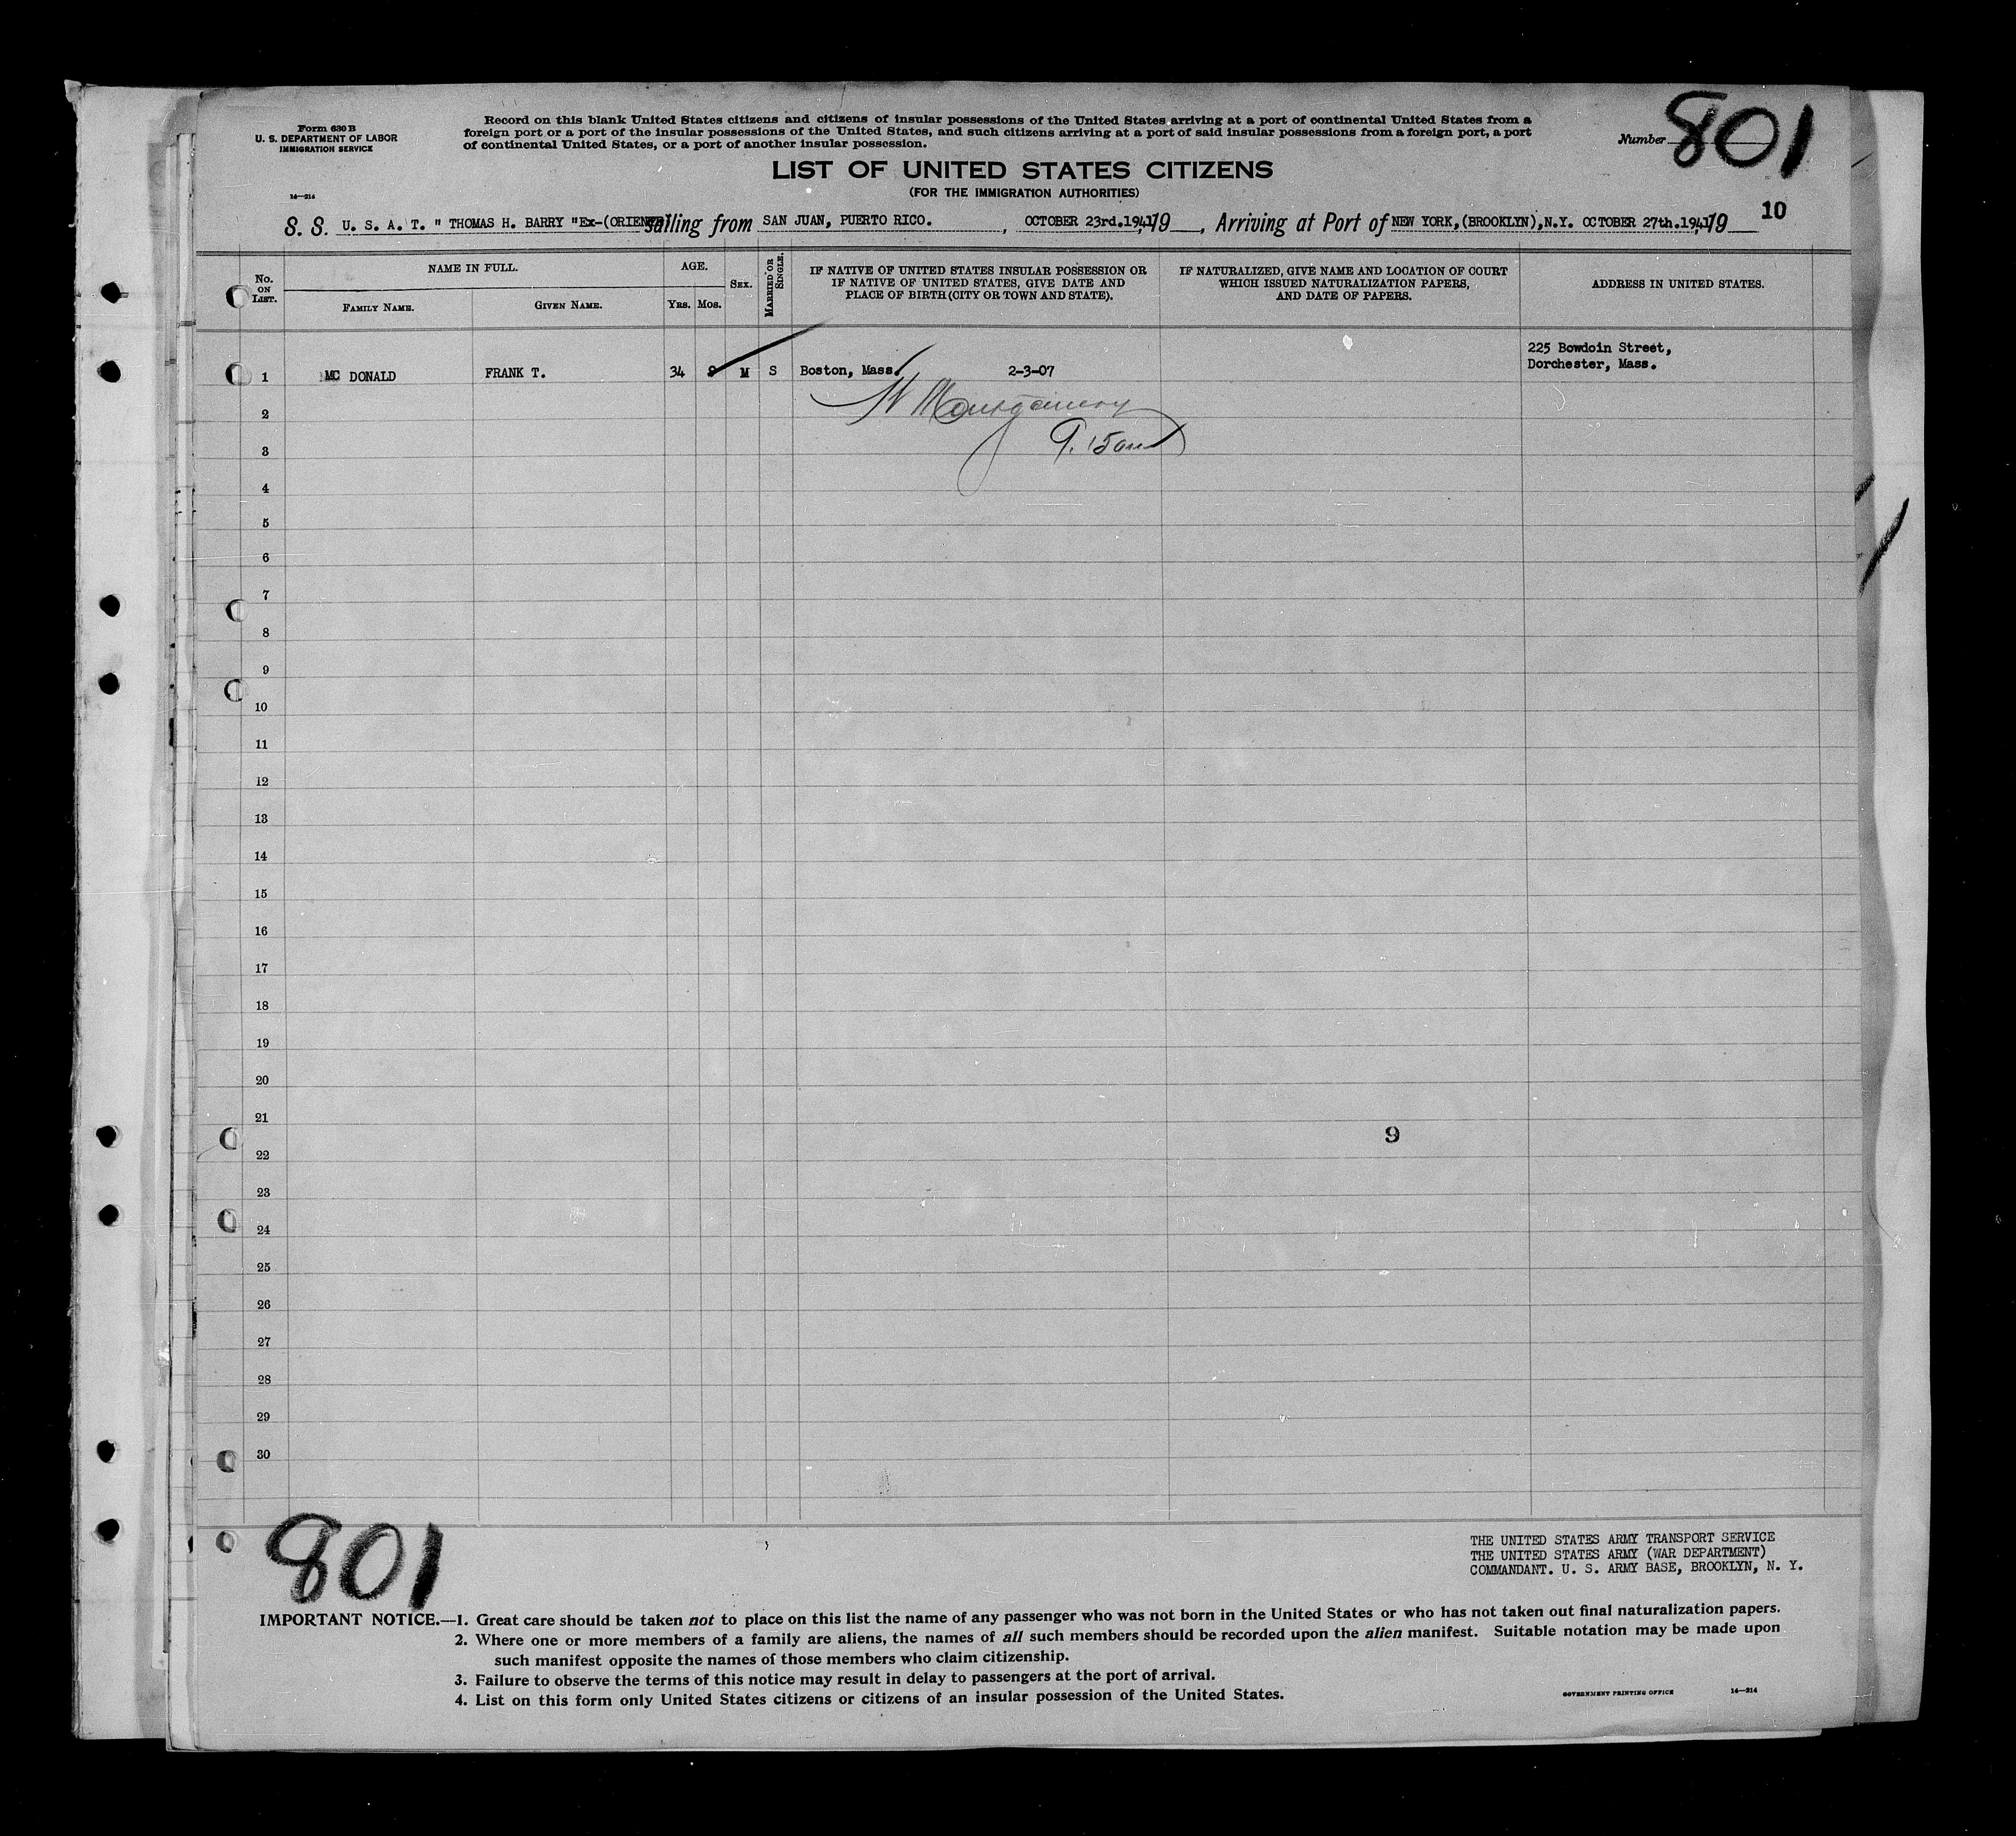 Form 630 B
U. S. DEPARTMENT OF LABOR
IMMIGRATION SERVICE
14—214
Record on this blank United States citizens and citizens of insular possessions of the United States arriving at a port of continental United States from a
foreign port or a port of the insular possessions of the United States, and such citizens arriving at a port of said insular possessions from a foreign port, a port
of continental United States, or a port of another insular possession.
Number 801
LIST OF UNITED STATES CITIZENS
(FOR THE IMMIGRATION AUTHORITIES)
10
S. S. U. S. A. T. " THOMAS H. BARRY "Ex-(ORIENTE) sailing from SAN JUAN, PUERTO RICO. , OCTOBER 23rd.1941, 19 , Arriving at Port of NEW YORK,(BROOKLYN),N.Y. OCTOBER 27th.1941, 19
No. ON LIST.
NAME IN FULL.
FAMILY NAME.
GIVEN NAME.
AGE.
YRS. MOS.
SEX.
MARRIED OR SINGLE.
IF NATIVE OF UNITED STATES INSULAR POSSESSION OR
IF NATIVE OF UNITED STATES, GIVE DATE AND
PLACE OF BIRTH (CITY OR TOWN AND STATE).
IF NATURALIZED, GIVE NAME AND LOCATION OF COURT
WHICH ISSUED NATURALIZATION PAPERS,
AND DATE OF PAPERS.
ADDRESS IN UNITED STATES.
225 Bowdoin Street,
1 MC DONALD FRANK T. 34 8 M S Boston, Mass. 2-3-07 Dorchester, Mass.
2 Montgomery
3 9.15am
4
5
6
7
8
9
10
11
12
13
14
15
16
17
18
19
20
21
9
22
23
24
25
26
27
28
29
30
801
THE UNITED STATES ARMY TRANSPORT SERVICE
THE UNITED STATES ARMY (WAR DEPARTMENT)
COMMANDANT. U. S. ARMY BASE, BROOKLYN, N. Y.
IMPORTANT NOTICE.—1. Great care should be taken not to place on this list the name of any passenger who was not born in the United States or who has not taken out final naturalization papers.
2. Where one or more members of a family are aliens, the names of all such members should be recorded upon the alien manifest. Suitable notation may be made upon
such manifest opposite the names of those members who claim citizenship.
3. Failure to observe the terms of this notice may result in delay to passengers at the port of arrival.
4. List on this form only United States citizens or citizens of an insular possession of the United States.
GOVERNMENT PRINTING OFFICE 14—214